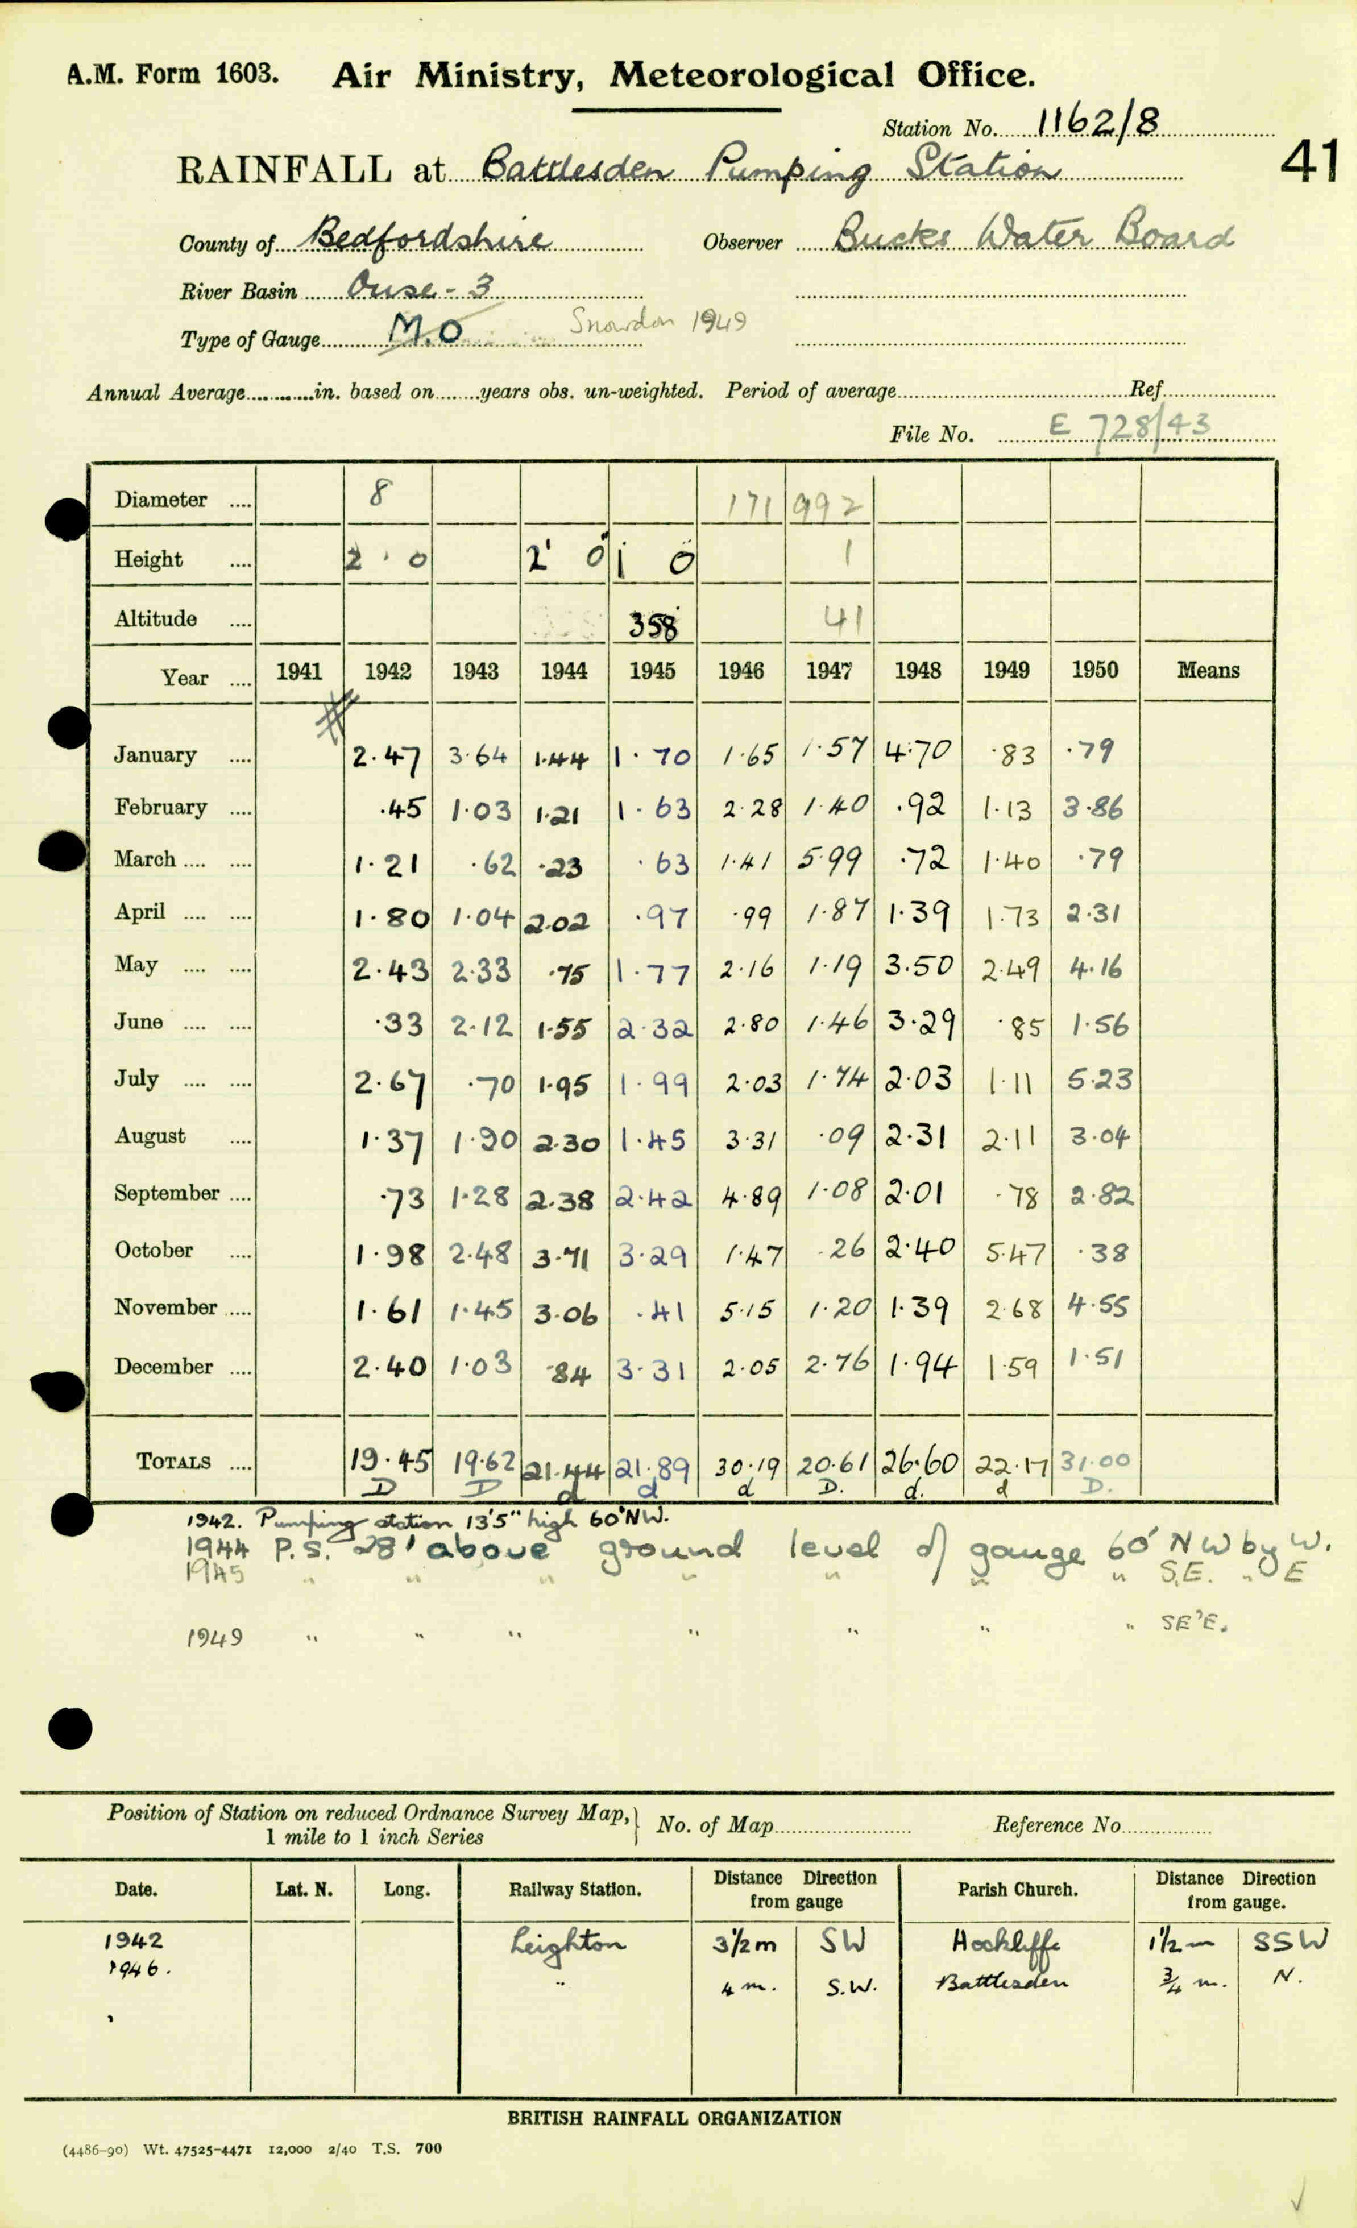 A.M. Form 1603. Air Ministry, Meteorological Office.
Station No. 1162/8
41
RAINFALL at Battlesden Pumping Station
County of Bedfordshire Observer Bucks Water Board
River Basin Ouse - 3
Type of Gauge M.O Snowdon 1949
Annual Average in. based on years obs. un-weighted. Period of average Ref.
File No. E 728/43
Diameter 8 171 992
Height 2 ' 0 2' 0" 1 0 1
Altitude 358 41
Year 1941 1942 1943 1944 1945 1946 1947 1948 1949 1950 Means
January 2.47 3.64 1.44 1.70 1.65 1.57 4.70 .83 .79
February .45 1.03 1.21 1.63 2.28 1.40 .92 1.13 3.86
March 1.21 .62 .23 .63 1.41 5.99 .72 1.40 .79
April 1.80 1.04 2.02 .97 .99 1.87 1.39 1.73 2.31
May 2.43 2.33 .75 1.77 2.16 1.19 3.50 2.49 4.16
June .33 2.12 1.55 2.32 2.80 1.46 3.29 .85 1.56
July 2.67 .70 1.95 1.99 2.03 1.74 2.03 1.11 5.23
August 1.37 1.90 2.30 1.45 3.31 .09 2.31 2.11 3.04
September .73 1.28 2.38 2.42 4.89 1.08 2.01 .78 2.82
October 1.98 2.48 3.71 3.29 1.47 .26 2.40 5.47 .38
November 1.61 1.45 3.06 .41 5.15 1.20 1.39 2.68 4.55
December 2.40 1.03 .84 3.31 2.05 2.76 1.94 1.59 1.51
TOTALS 19.45 19.62 21.44 21.89 30.19 20.61 26.60 22.17 31.00
D D d d d D. d. d D.
1942. Pumping station 13'5" high 60'NW.
1944 P.S. 28' above ground level of gauge 60' NW by W.
1945 " " " " " " " S.E. " E
1949 " " " " " " " SE'E.
Position of Station on reduced Ordnance Survey Map, No. of Map Reference No.
1 mile to 1 inch Series
Date. Lat. N. Long. Railway Station. Distance Direction from gauge Parish Church. Distance Direction from gauge.
1942 Leighton 3½m SW Hockliffe 1½m SSW
1946. " 4 m. S.W. Battlesden ¾ m. N.
BRITISH RAINFALL ORGANIZATION
(4486-90) Wt. 47525-4471 12,000 2/40 T.S. 700